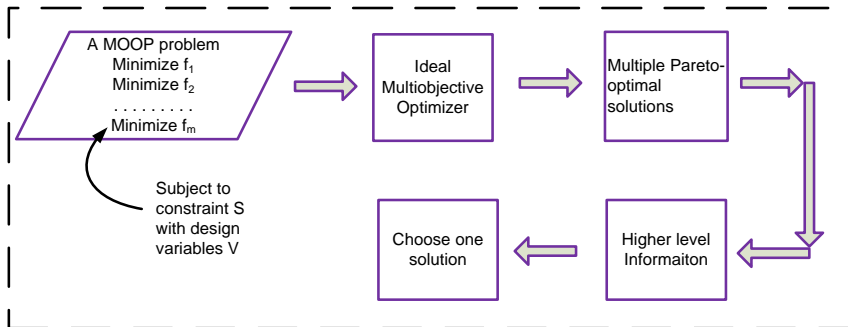 A MOOP problem
Minimize f₁
Minimize f₂
. . . . . . . . .
Minimize fₘ
Subject to
constraint S
with design
variables V
Ideal
Multiobjective
Optimizer
Multiple Pareto-
optimal
solutions
Higher level
Informaiton
Choose one
solution